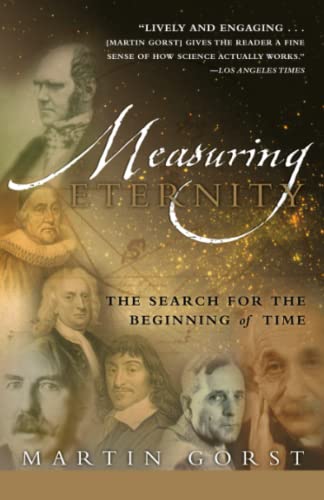 “LIVELY AND ENGAGING . . .
[MARTIN GORST] GIVES THE READER A FINE
SENSE OF HOW SCIENCE ACTUALLY WORKS.”
—LOS ANGELES TIMES
Measuring
ETERNITY
THE SEARCH FOR THE
BEGINNING of TIME
MARTIN GORST